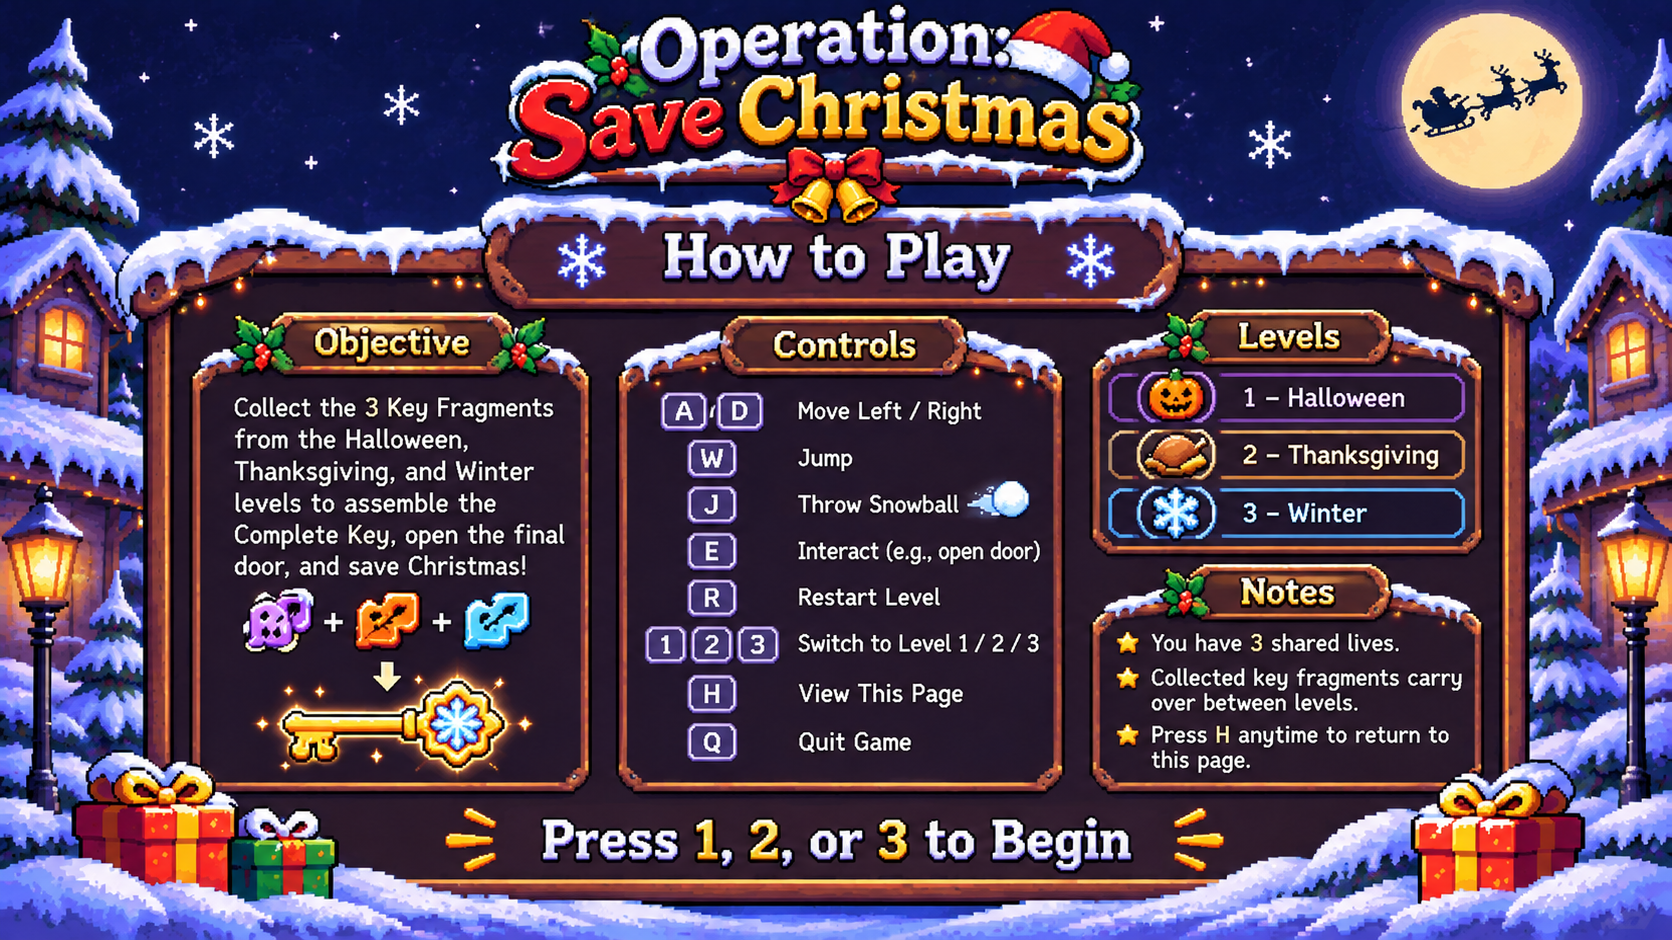 Operation:
Save Christmas
How to Play
Objective
Collect the 3 Key Fragments
from the Halloween,
Thanksgiving, and Winter
levels to assemble the
Complete Key, open the final
door, and save Christmas!
+ +
Controls
A / D Move Left / Right
W Jump
J Throw Snowball
E Interact (e.g., open door)
R Restart Level
1 2 3 Switch to Level 1 / 2 / 3
H View This Page
Q Quit Game
Levels
1 – Halloween
2 – Thanksgiving
3 – Winter
Notes
You have 3 shared lives.
Collected key fragments carry
over between levels.
Press H anytime to return to
this page.
Press 1, 2, or 3 to Begin